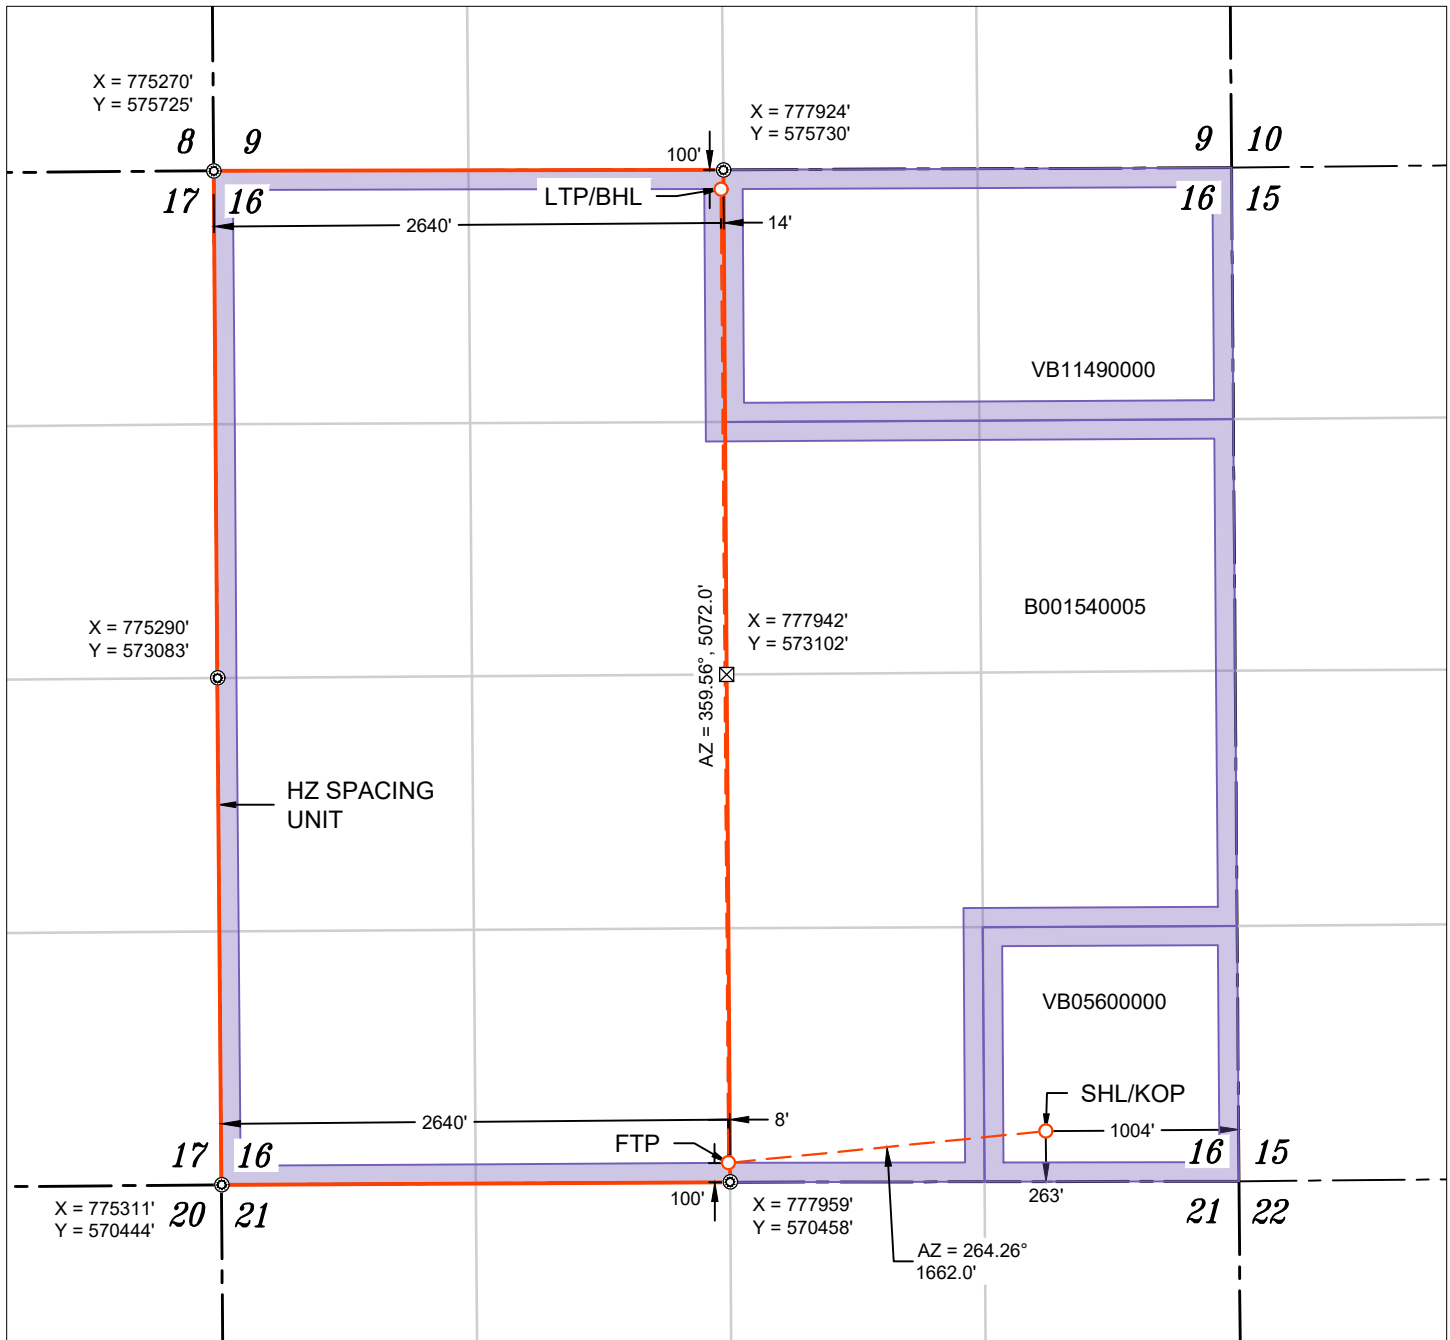 X = 775270'
Y = 575725'
X = 777924'
Y = 575730'
8 9
9 10
100'
17 16
LTP/BHL
16 15
2640'
14'
VB11490000
B001540005
X = 775290'
Y = 573083'
X = 777942'
Y = 573102'
AZ = 359.56°, 5072.0'
HZ SPACING
UNIT
VB05600000
SHL/KOP
2640'
8'
1004'
FTP
17 16
16 15
100'
263'
X = 775311'
Y = 570444'
20 21
X = 777959'
Y = 570458'
21 22
AZ = 264.26°
1662.0'